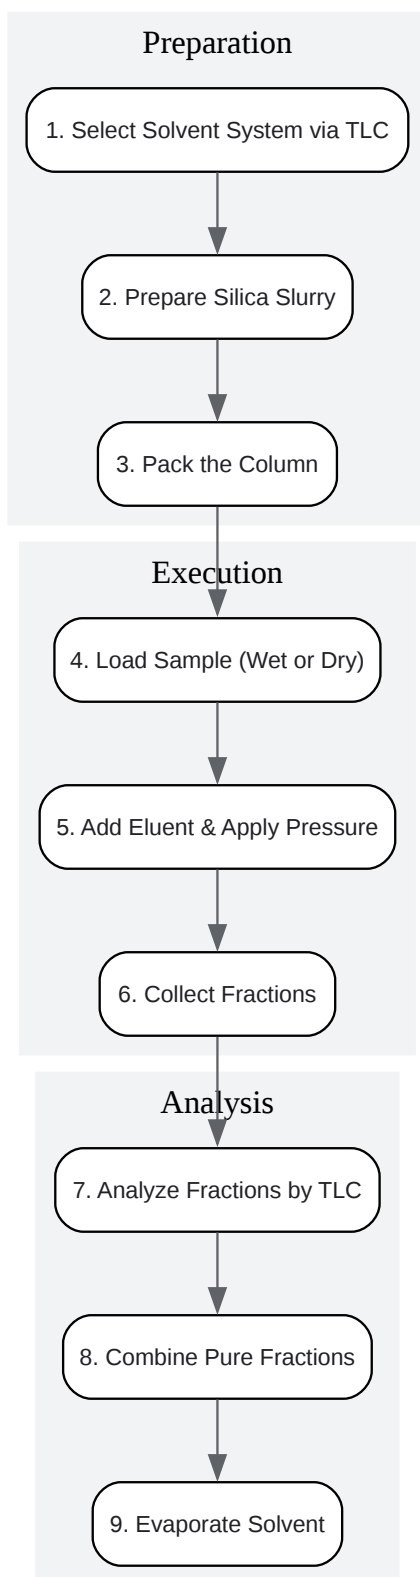 Preparation
1. Select Solvent System via TLC
2. Prepare Silica Slurry
3. Pack the Column
Execution
4. Load Sample (Wet or Dry)
5. Add Eluent & Apply Pressure
6. Collect Fractions
Analysis
7. Analyze Fractions by TLC
8. Combine Pure Fractions
9. Evaporate Solvent